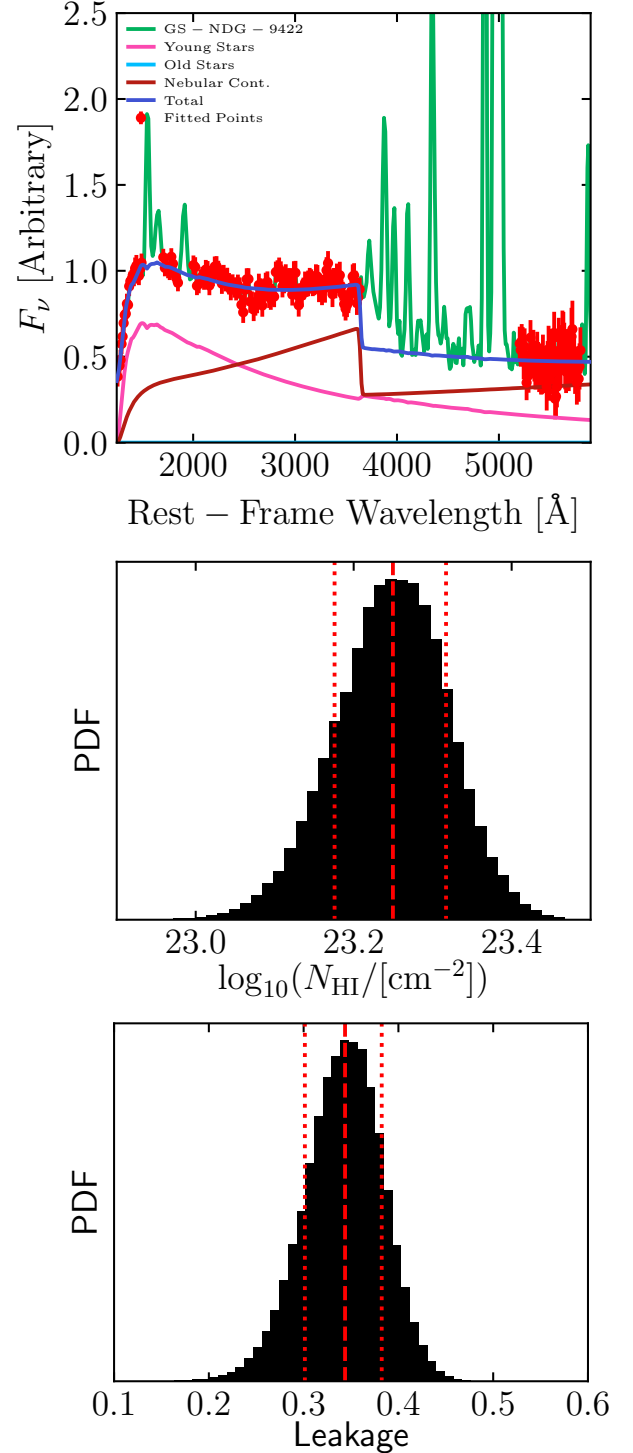 GS − NDG − 9422
Young Stars
Old Stars
Nebular Cont.
Total
Fitted Points
2.5
2.0
1.5
1.0
0.5
0.0
F_ν [Arbitrary]
2000 3000 4000 5000
Rest − Frame Wavelength [Å]
PDF
23.0 23.2 23.4
log₁₀(N_HI/[cm⁻²])
PDF
0.1 0.2 0.3 0.4 0.5 0.6
Leakage